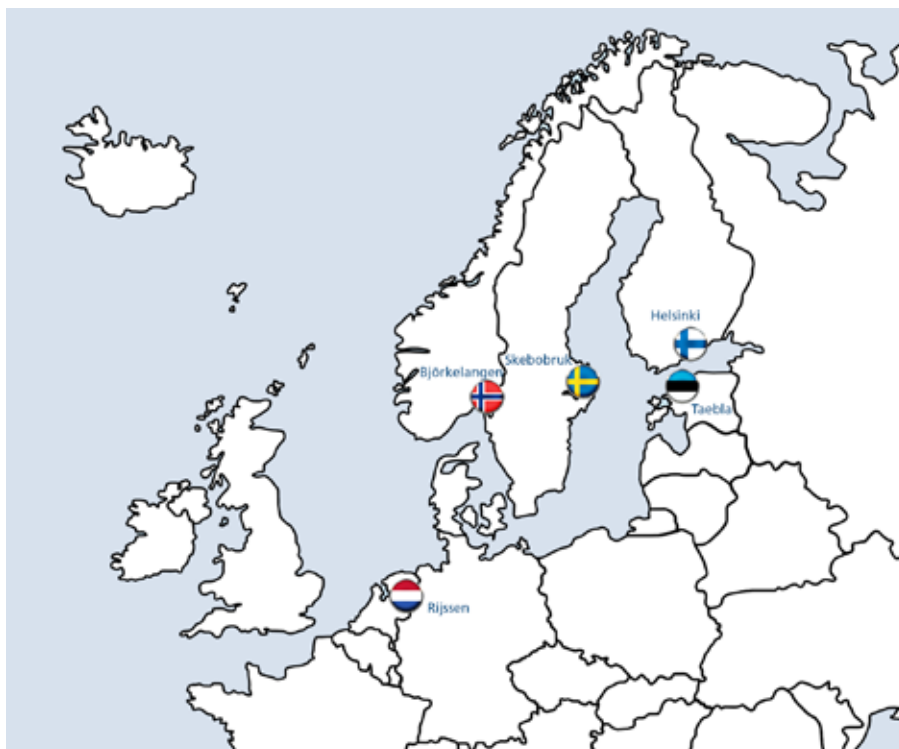 Helsinki
Skebobruk
Björkelangen
Taebla
Rijssen